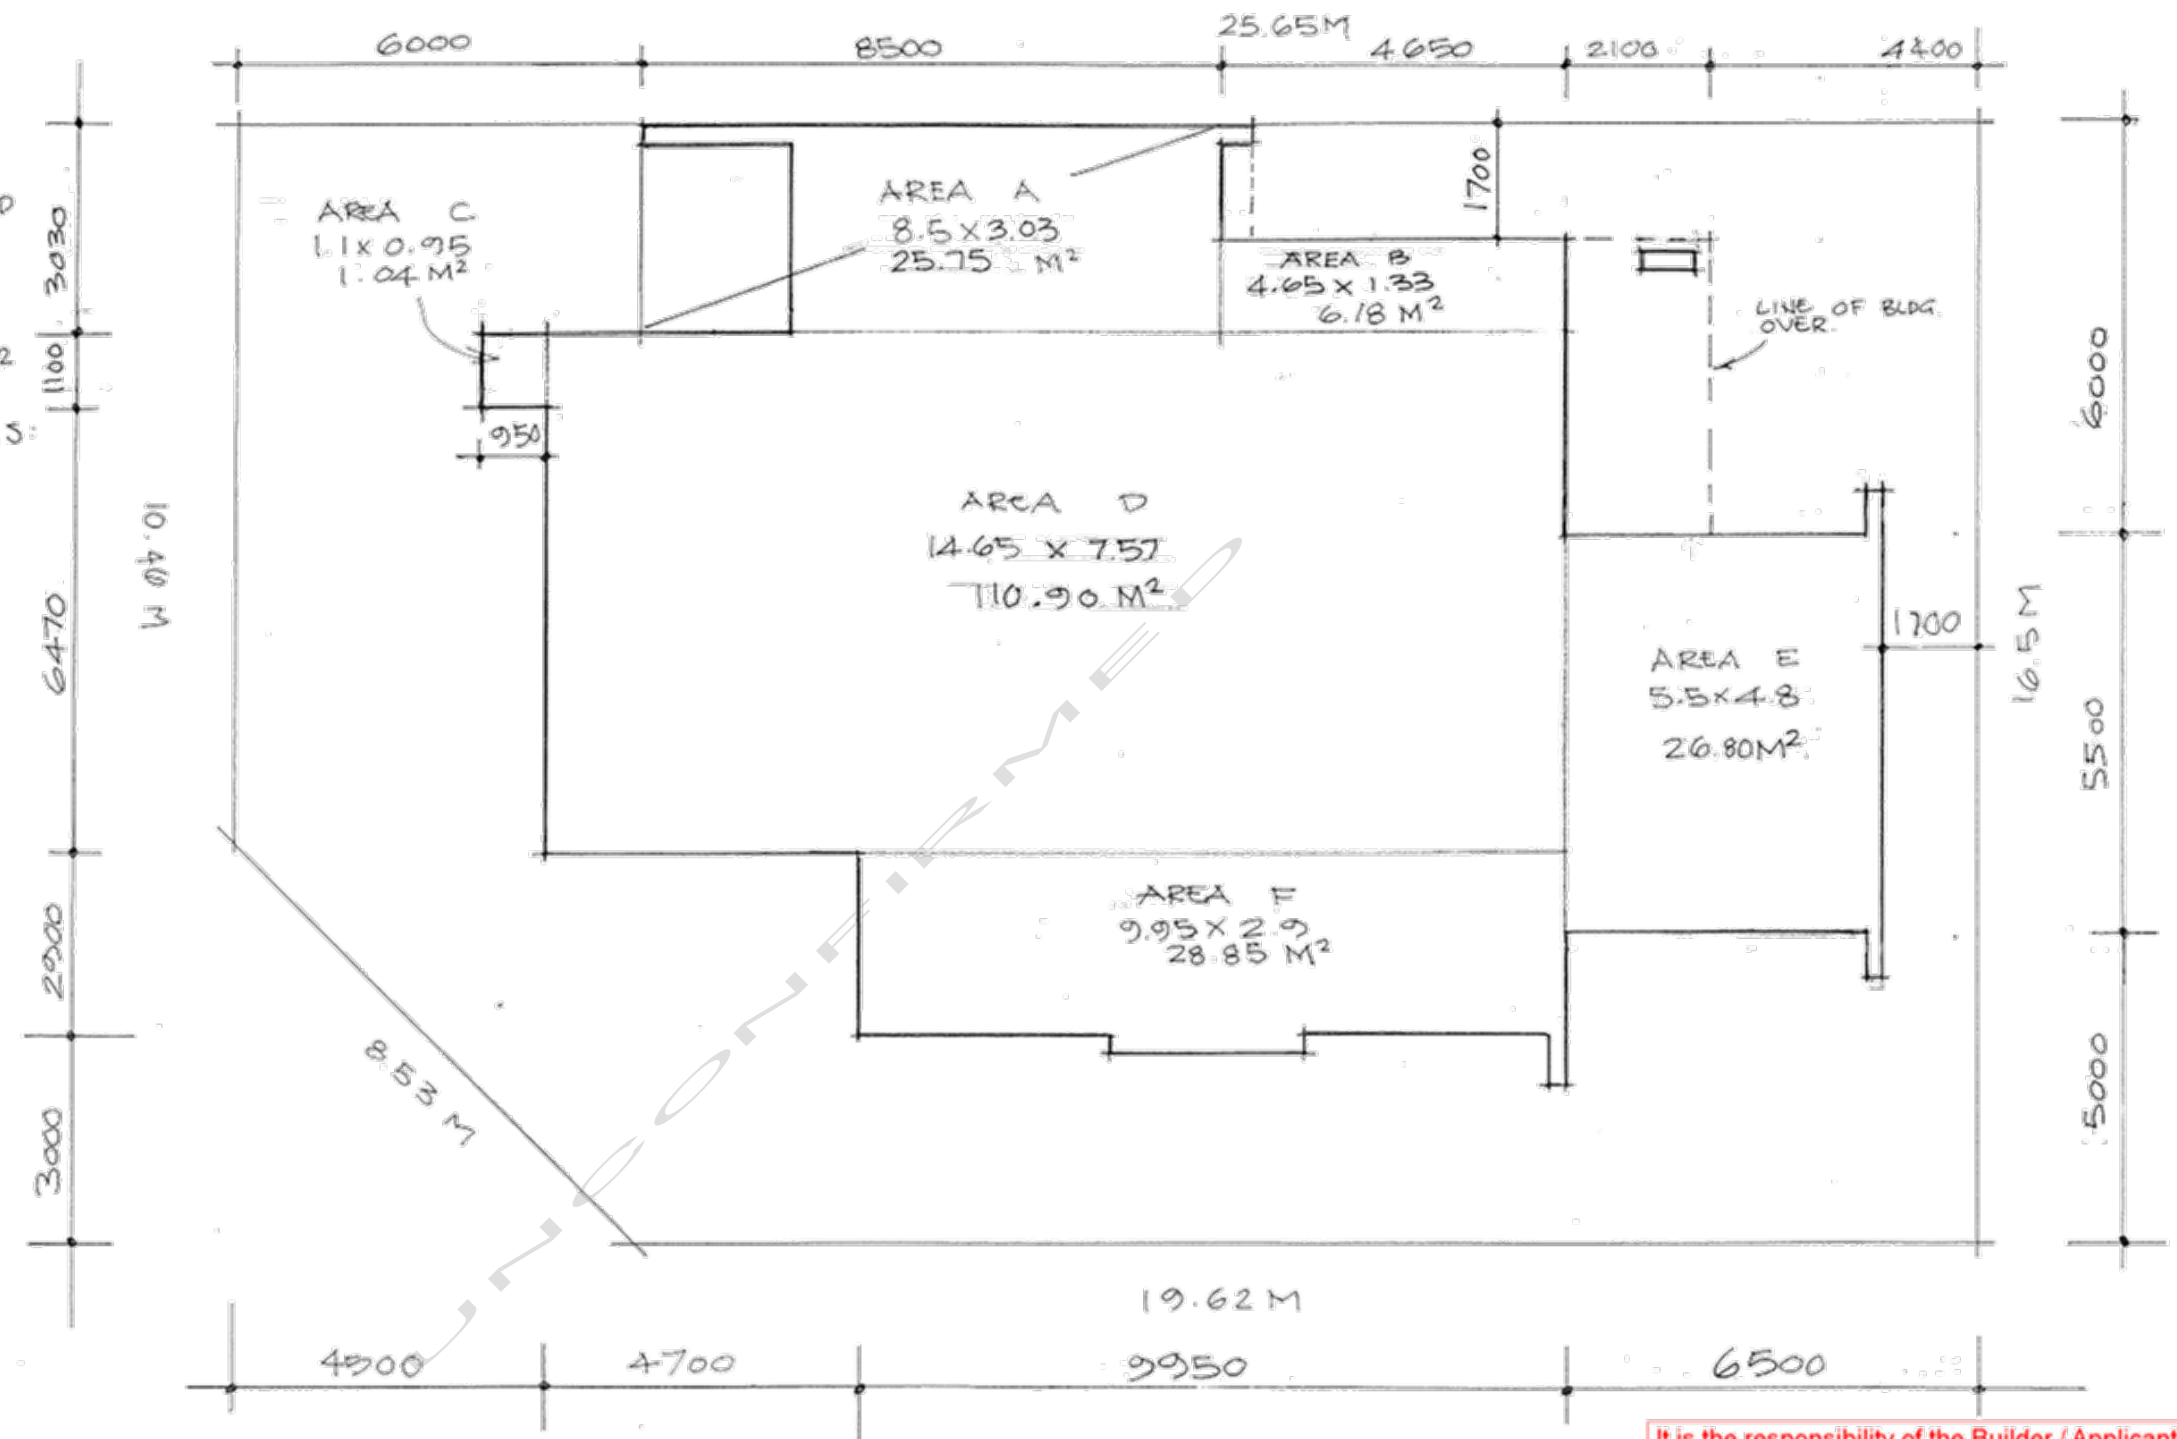 25.65M
6000
8500
4650
2100
4400
3030
1100
6470
2900
3000
10.40 M
AREA C
1.1 x 0.95
1.04 M²
950
AREA A
8.5 x 3.03
25.75 M²
1700
AREA B
4.65 x 1.33
6.18 M²
LINE OF BLDG
OVER.
AREA D
14.65 x 7.57
110.90 M²
AREA E
5.5 x 4.8
26.80 M²
1700
16.5 M
6000
5500
5000
AREA F
9.95 x 2.9
28.85 M²
8.53 M
19.62 M
4500
4700
9950
6500
It is the responsibility of the Builder / Applicant